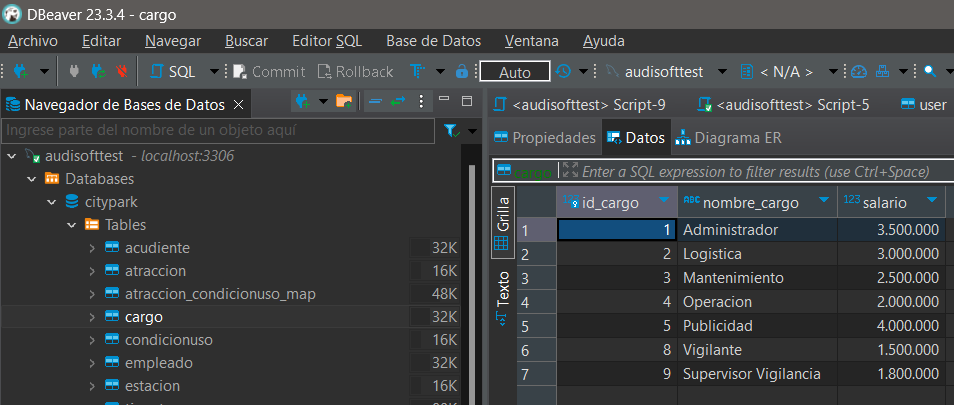 DBeaver 23.3.4 - cargo
Archivo Editar Navegar Buscar Editor SQL Base de Datos Ventana Ayuda
SQL Commit Rollback Auto audisofttest < N/A >
Navegador de Bases de Datos
Ingrese parte del nombre de un objeto aquí
audisofttest - localhost:3306
Databases
citypark
Tables
acudiente 32K
atraccion 16K
atraccion_condicionuso_map 48K
cargo 32K
condicionuso 16K
empleado 32K
estacion 16K
<audisofttest> Script-9 <audisofttest> Script-5 user
Propiedades Datos Diagrama ER
cargo Enter a SQL expression to filter results (use Ctrl+Space)
Grilla
Texto
123 id_cargo ABC nombre_cargo 123 salario
1 1 Administrador 3.500.000
2 2 Logistica 3.000.000
3 3 Mantenimiento 2.500.000
4 4 Operacion 2.000.000
5 5 Publicidad 4.000.000
6 8 Vigilante 1.500.000
7 9 Supervisor Vigilancia 1.800.000